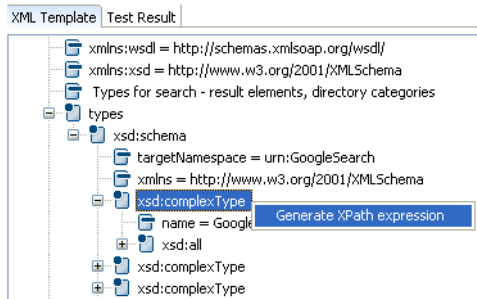 XML Template Test Result
xmlns:wsdl = http://schemas.xmlsoap.org/wsdl/
xmlns:xsd = http://www.w3.org/2001/XMLSchema
Types for search - result elements, directory categories
types
xsd:schema
targetNamespace = urn:GoogleSearch
xmlns = http://www.w3.org/2001/XMLSchema
xsd:complexType
Generate XPath expression
name = Google
xsd:all
xsd:complexType
xsd:complexType